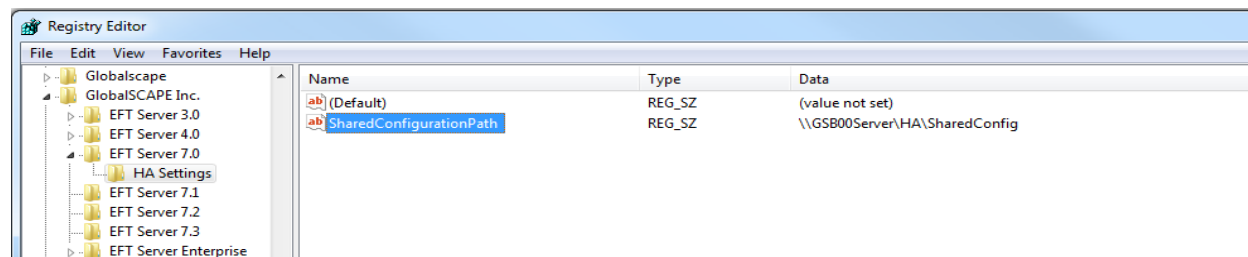 Registry Editor
File Edit View Favorites Help
Globalscape
GlobalSCAPE Inc.
EFT Server 3.0
EFT Server 4.0
EFT Server 7.0
HA Settings
EFT Server 7.1
EFT Server 7.2
EFT Server 7.3
EFT Server Enterprise
Name Type Data
ab (Default) REG_SZ (value not set)
ab SharedConfigurationPath REG_SZ \\GSB00Server\HA\SharedConfig